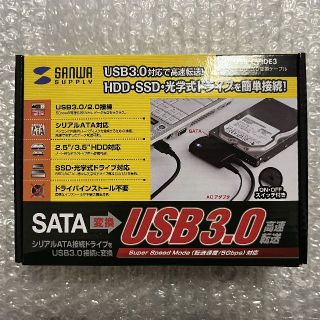 SANWA
SUPPLY
USB3.0対応で高速転送!
HDD・SSD・光学式ドライブを簡単接続!
USB3.0/2.0接続
シリアルATA対応
2.5"/3.5"HDD対応
SSD・光学式ドライブ対応
ドライバインストール不要
SATA
ACアダプタ
ON・OFF
スイッチ付き
SATA変換
USB3.0
高速
転送
シリアルATA接続ドライブを
USB3.0接続に変換
Super Speed Mode(転送速度/5Gbps)対応